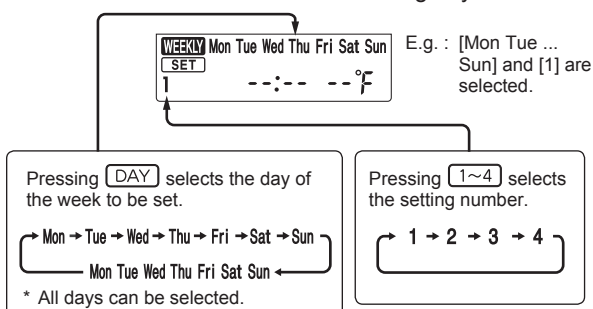 WEEKLY Mon Tue Wed Thu Fri Sat Sun
SET
1 --:-- --°F
E.g. : [Mon Tue ...
Sun] and [1] are
selected.
Pressing DAY selects the day of
the week to be set.
Mon → Tue → Wed → Thu → Fri → Sat → Sun
Mon Tue Wed Thu Fri Sat Sun
* All days can be selected.
Pressing 1~4 selects
the setting number.
1 → 2 → 3 → 4